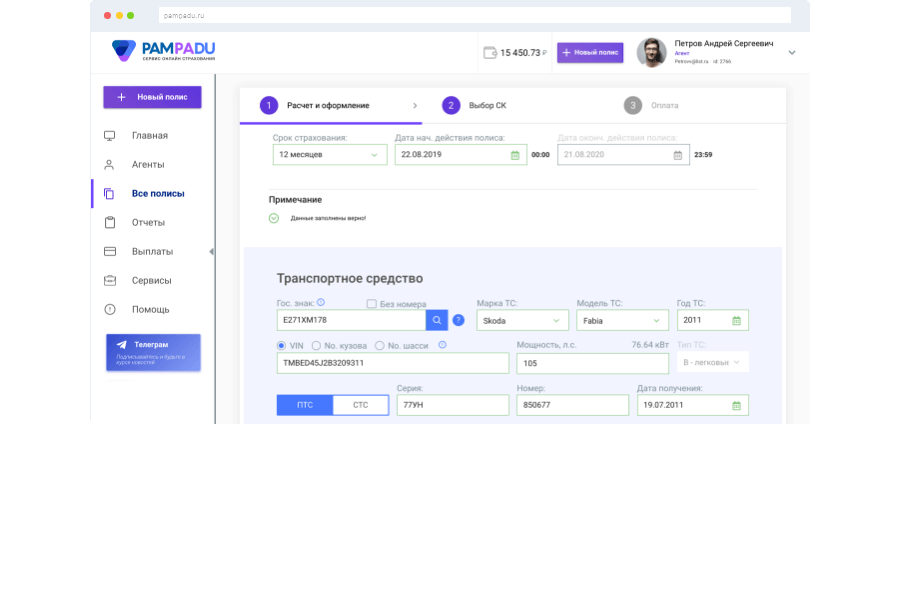 pampadu.ru
PAMPADU
СЕРВИС ОНЛАЙН СТРАХОВАНИЯ
15 450.73 ₽
+ Новый полис
Петров Андрей Сергеевич
Агент
Petrovv@list.ru id: 2766
+ Новый полис
Главная
Агенты
Все полисы
Отчеты
Выплаты
Сервисы
Помощь
Телеграм
Подписывайтесь и будьте в
курсе новостей
1 Расчет и оформление
2 Выбор СК
3 Оплата
Срок страхования: Дата нач. действия полиса: Дата оконч. действия полиса:
12 месяцев 22.08.2019 00:00 21.08.2020 23:59
Примечание
Данные заполнены верно!
Транспортное средство
Гос. знак: Без номера Марка ТС: Модель ТС: Год ТС:
E271XM178 ? Skoda Fabia 2011
VIN No. кузова No. шасси Мощность, л.с. 76.64 кВт Тип ТС:
TMBED45J2B3209311 105 B - легковые
Серия: Номер: Дата получения:
ПТС СТС 77УН 850677 19.07.2011